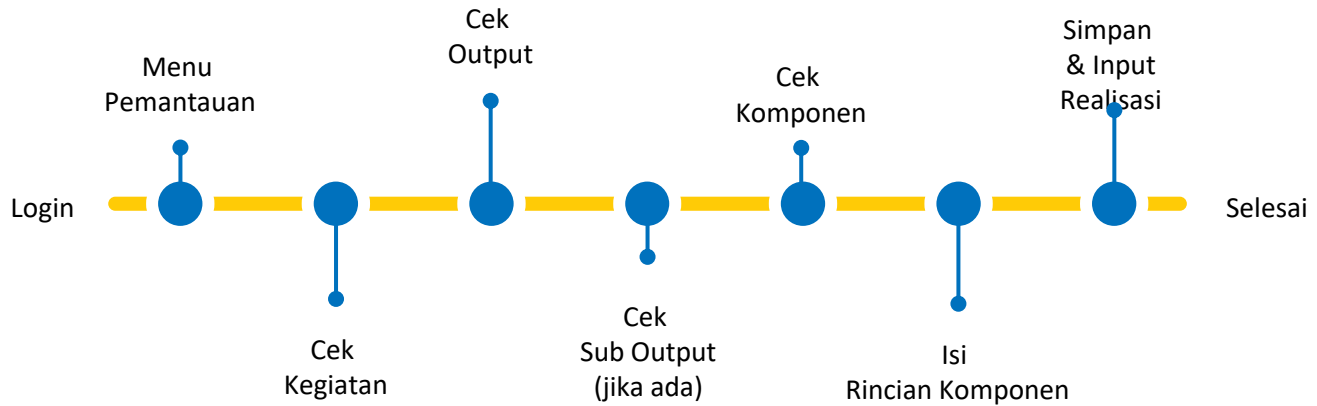 Login
Menu
Pemantauan
Cek
Kegiatan
Cek
Output
Cek
Sub Output
(jika ada)
Cek
Komponen
Isi
Rincian Komponen
Simpan
& Input
Realisasi
Selesai